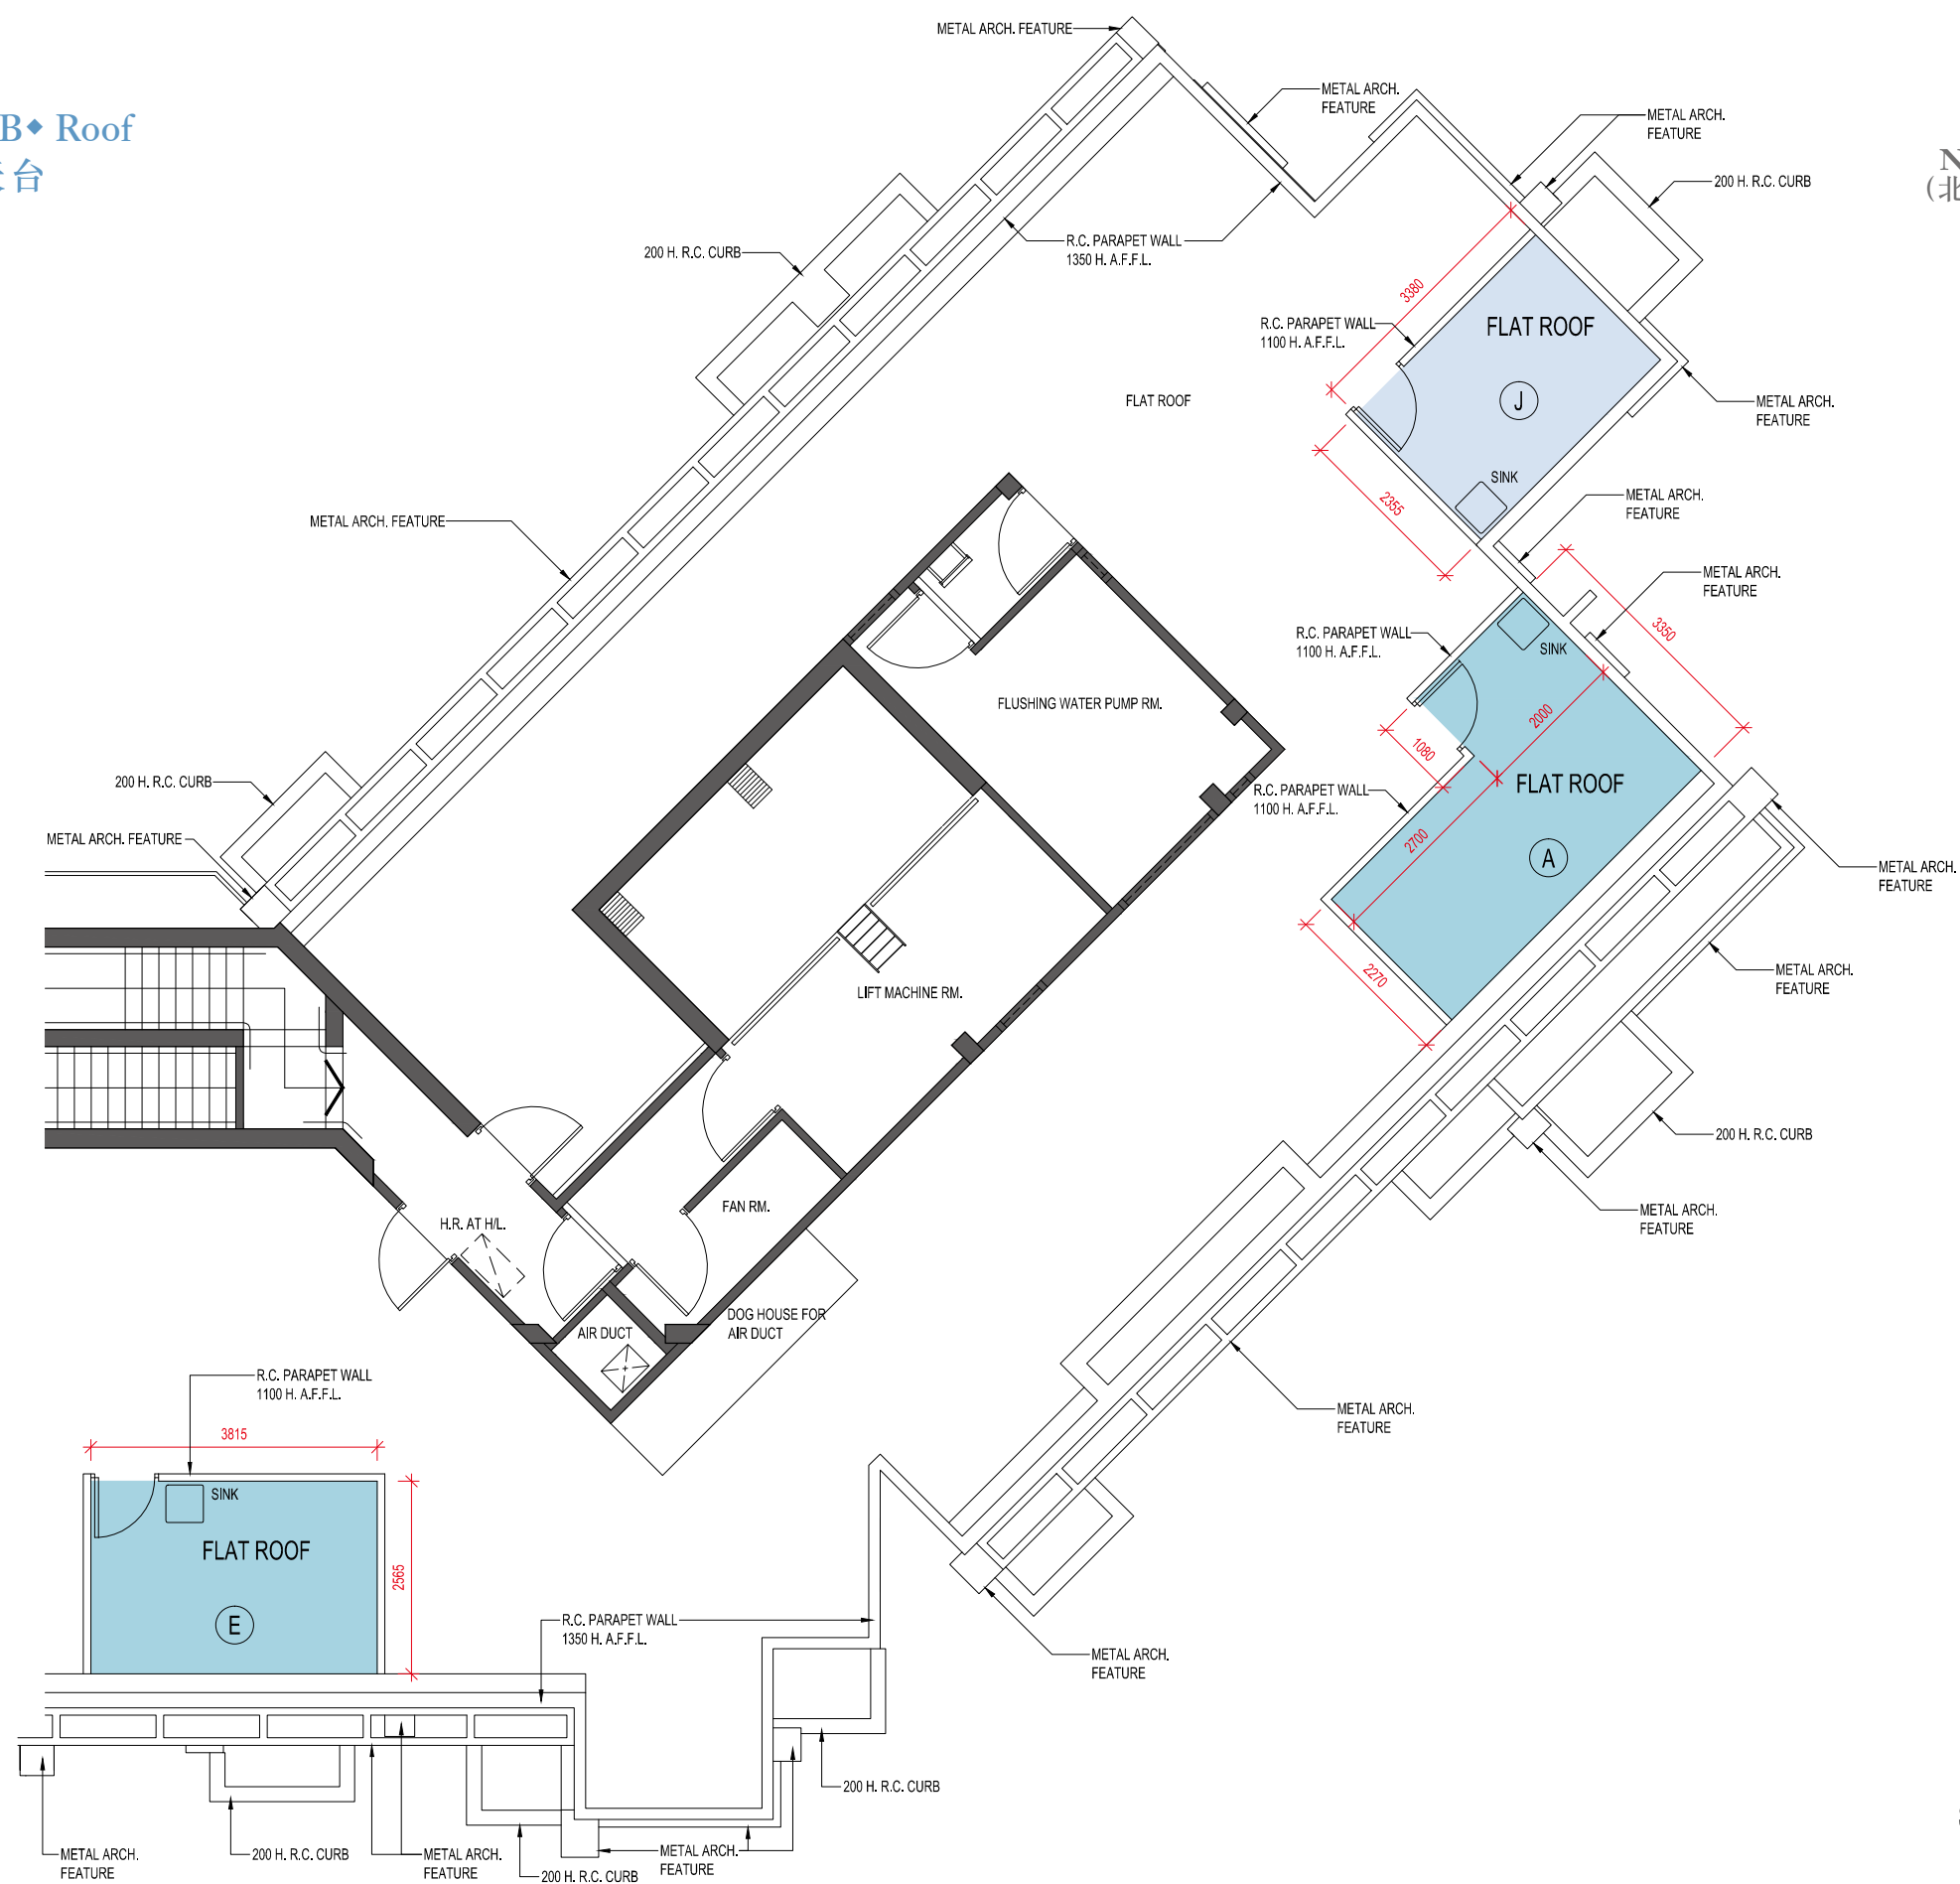 METAL ARCH. FEATURE
METAL ARCH.
FEATURE
METAL ARCH.
FEATURE
B◆ Roof
台
N
(北
200 H. R.C. CURB
R.C. PARAPET WALL
1350 H. A.F.F.L.
200 H. R.C. CURB
3380
R.C. PARAPET WALL
1100 H. A.F.F.L.
FLAT ROOF
FLAT ROOF
J
METAL ARCH.
FEATURE
SINK
2355
METAL ARCH.
FEATURE
METAL ARCH. FEATURE
METAL ARCH.
FEATURE
R.C. PARAPET WALL
1100 H. A.F.F.L.
SINK
3350
FLUSHING WATER PUMP RM.
2000
1080
200 H. R.C. CURB
R.C. PARAPET WALL
1100 H. A.F.F.L.
FLAT ROOF
METAL ARCH. FEATURE
2700
A
METAL ARCH.
FEATURE
2270
METAL ARCH.
FEATURE
LIFT MACHINE RM.
200 H. R.C. CURB
FAN RM.
H.R. AT H/L.
METAL ARCH.
FEATURE
DOG HOUSE FOR
AIR DUCT
AIR DUCT
R.C. PARAPET WALL
1100 H. A.F.F.L.
METAL ARCH.
FEATURE
3815
SINK
FLAT ROOF
2565
E
R.C. PARAPET WALL
1350 H. A.F.F.L.
METAL ARCH.
FEATURE
200 H. R.C. CURB
METAL ARCH.
FEATURE
200 H. R.C. CURB
METAL ARCH.
FEATURE
200 H. R.C. CURB
METAL ARCH.
FEATURE